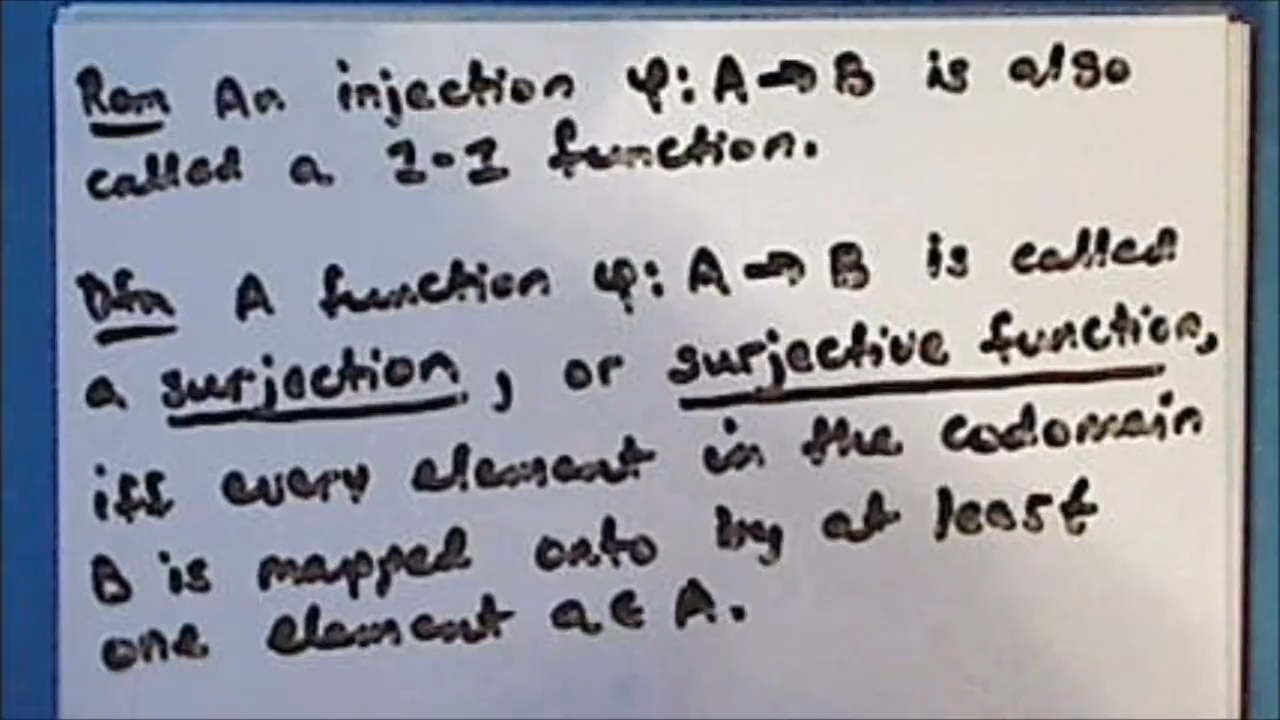 Rem An injection φ: A → B is also
called a 1-1 function.
Dfn A function φ: A → B is called
a surjection, or surjective function,
iff every element in the codomain
B is mapped onto by at least
one element a ∈ A.